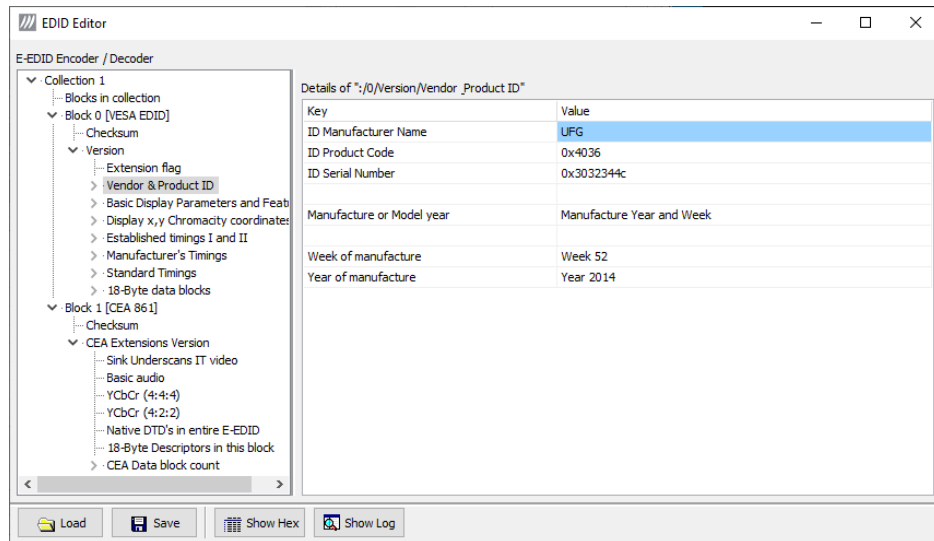 EDID Editor
E-EDID Encoder / Decoder
Collection 1
Blocks in collection
Block 0 [VESA EDID]
Checksum
Version
Extension flag
Vendor & Product ID
Basic Display Parameters and Featu
Display x,y Chromacity coordinates
Established timings I and II
Manufacturer's Timings
Standard Timings
18-Byte data blocks
Block 1 [CEA 861]
Checksum
CEA Extensions Version
Sink Underscans IT video
Basic audio
YCbCr (4:4:4)
YCbCr (4:2:2)
Native DTD's in entire E-EDID
18-Byte Descriptors in this block
CEA Data block count
Details of ":/0/Version/Vendor _Product ID"
Key Value
ID Manufacturer Name UFG
ID Product Code 0x4036
ID Serial Number 0x3032344c
Manufacture or Model year Manufacture Year and Week
Week of manufacture Week 52
Year of manufacture Year 2014
Load Save Show Hex Show Log